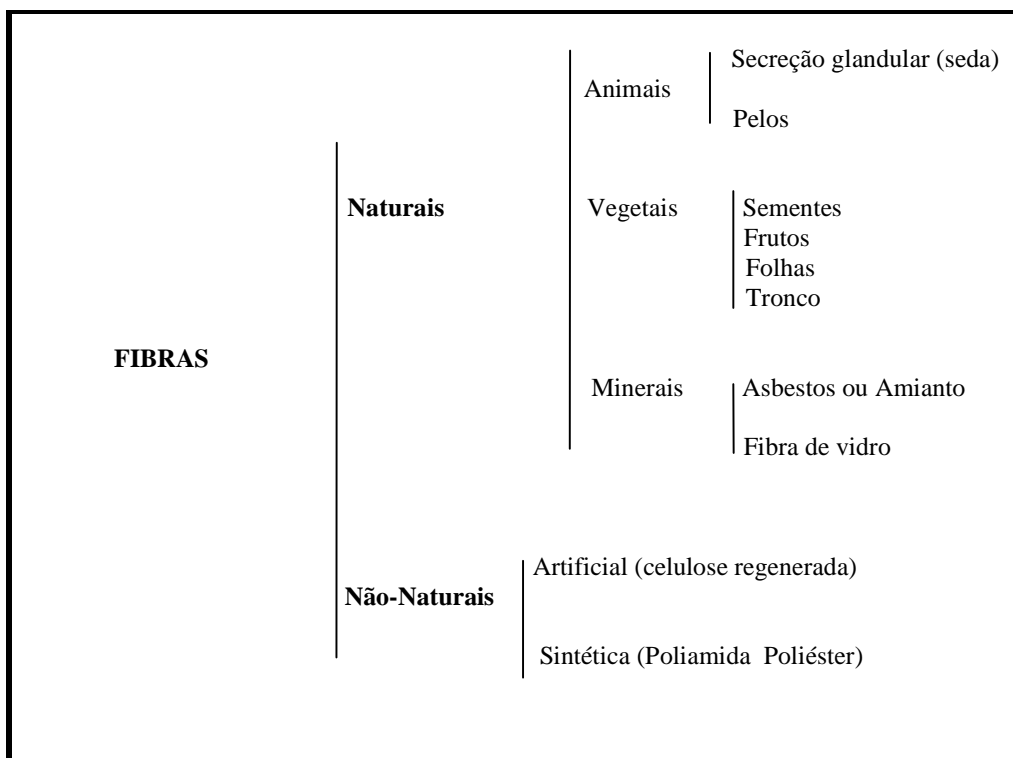 Secreção glandular (seda)
Animais
Pelos
Naturais
Vegetais
Sementes
Frutos
Folhas
Tronco
FIBRAS
Minerais
Asbestos ou Amianto
Fibra de vidro
Artificial (celulose regenerada)
Não-Naturais
Sintética (Poliamida  Poliéster)